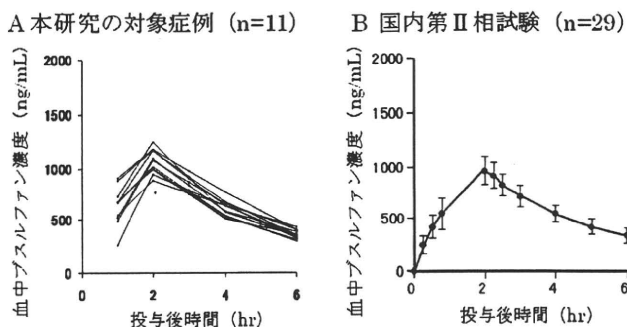 A 本研究の対象症例 (n=11)
血中ブスルフャン濃度 (ng/mL)
2000
1500
1000
500
0
0 2 4 6
投与後時間 (hr)
B 国内第Ⅱ相試験 (n=29)
血中ブスルフャン濃度 (ng/mL)
2000
1500
1000
500
0
0 2 4 6
投与後時間 (hr)